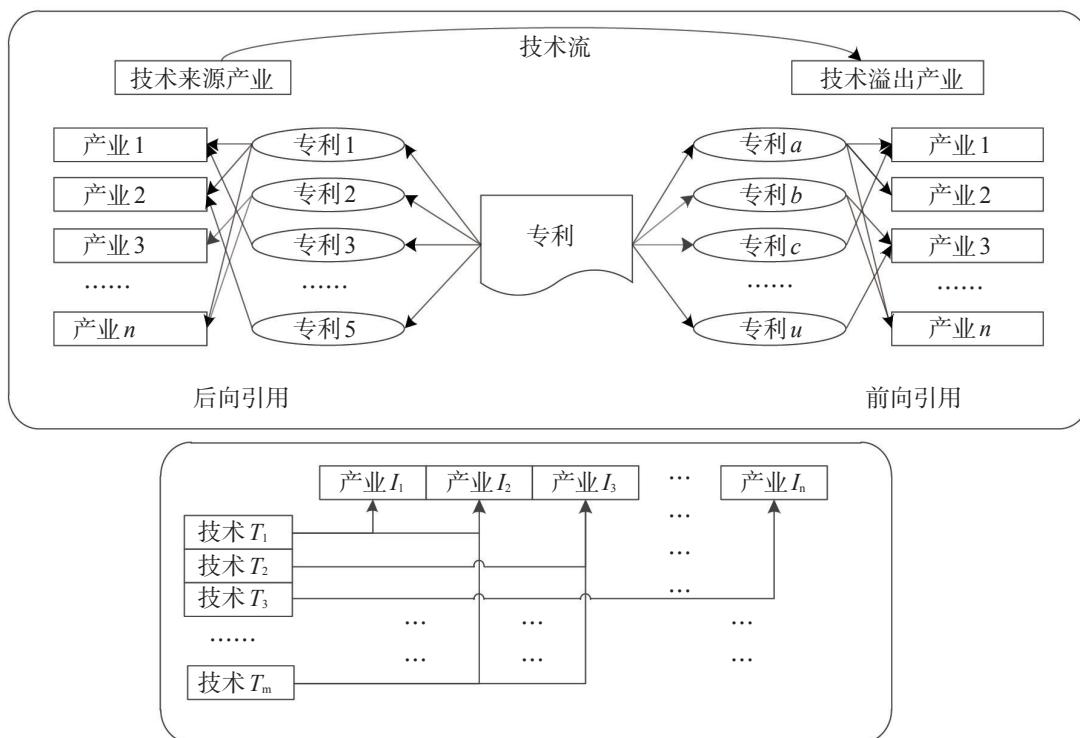 技术流
技术来源产业 技术溢出产业
产业1 专利1 专利a 产业1
产业2 专利2 专利b 产业2
专利
产业3 专利3 专利c 产业3
…… …… …… ……
产业n 专利5 专利u 产业n
后向引用 前向引用
产业I₁ 产业I₂ 产业I₃ … 产业Iₙ
…
技术T₁
…
技术T₂
技术T₃ …
…… … … …
… … …
技术Tₘ